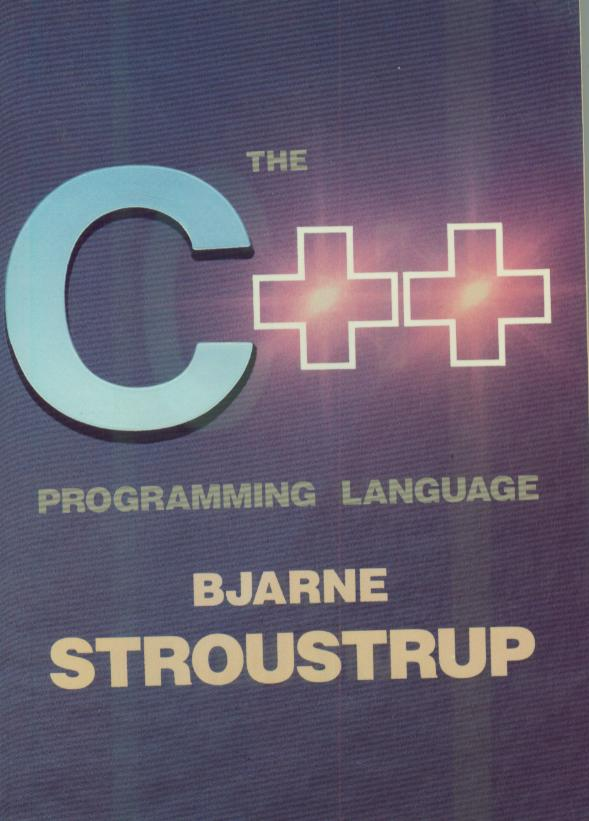 THE
C++
PROGRAMMING LANGUAGE
BJARNE
STROUSTRUP